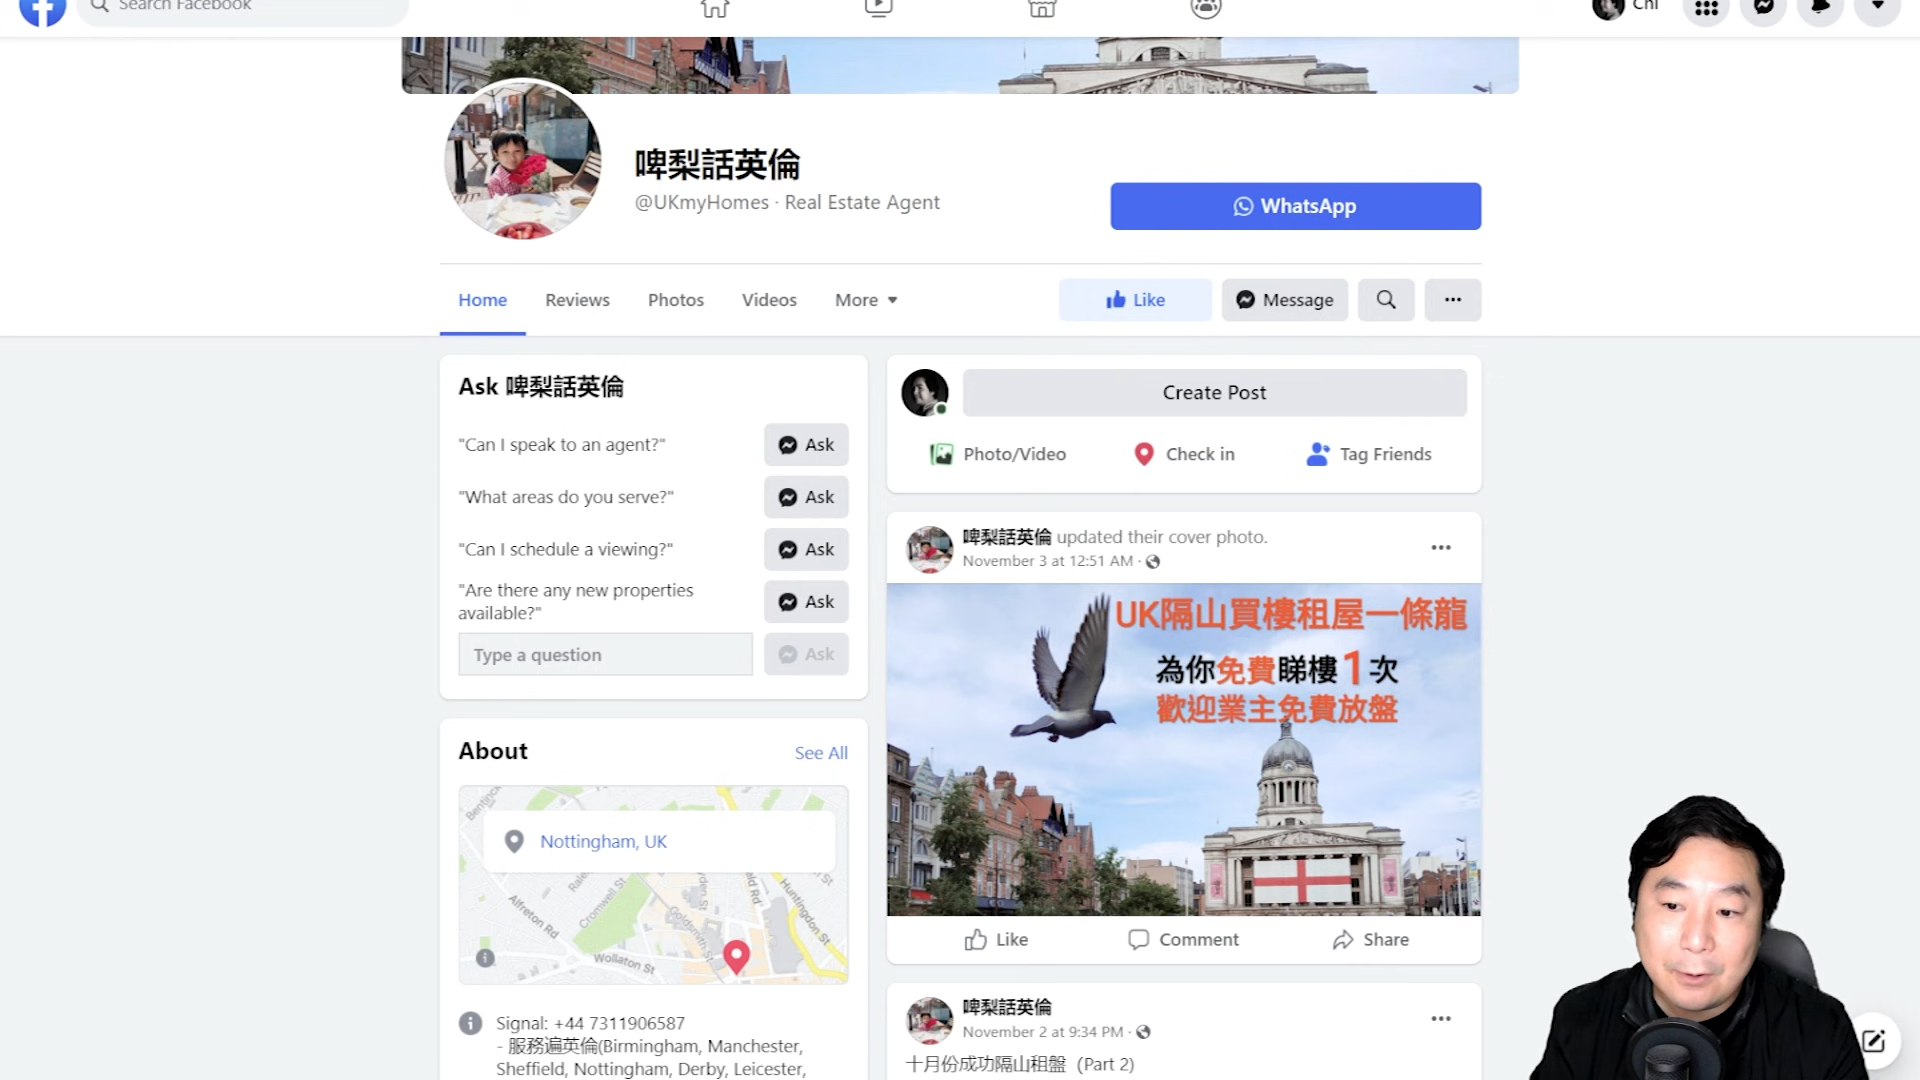 Search Facebook
Chi
啤梨話英倫
@UKmyHomes · Real Estate Agent
WhatsApp
Home
Reviews
Photos
Videos
More
Like
Message
Ask 啤梨話英倫
"Can I speak to an agent?"
Ask
"What areas do you serve?"
Ask
"Can I schedule a viewing?"
Ask
"Are there any new properties
available?"
Ask
Type a question
Ask
About
See All
Nottingham, UK
Alfreton Rd
Cromwell St
Goldsmith St
Huntingdon St
Wollaton St
Signal: +44 7311906587
- 服務遍英倫(Birmingham, Manchester,
Sheffield, Nottingham, Derby, Leicester,
Create Post
Photo/Video
Check in
Tag Friends
啤梨話英倫 updated their cover photo.
November 3 at 12:51 AM ·
UK隔山買樓租屋一條龍
為你免費睇樓1次
歡迎業主免費放盤
Like
Comment
Share
啤梨話英倫
November 2 at 9:34 PM ·
十月份成功隔山租盤 (Part 2)